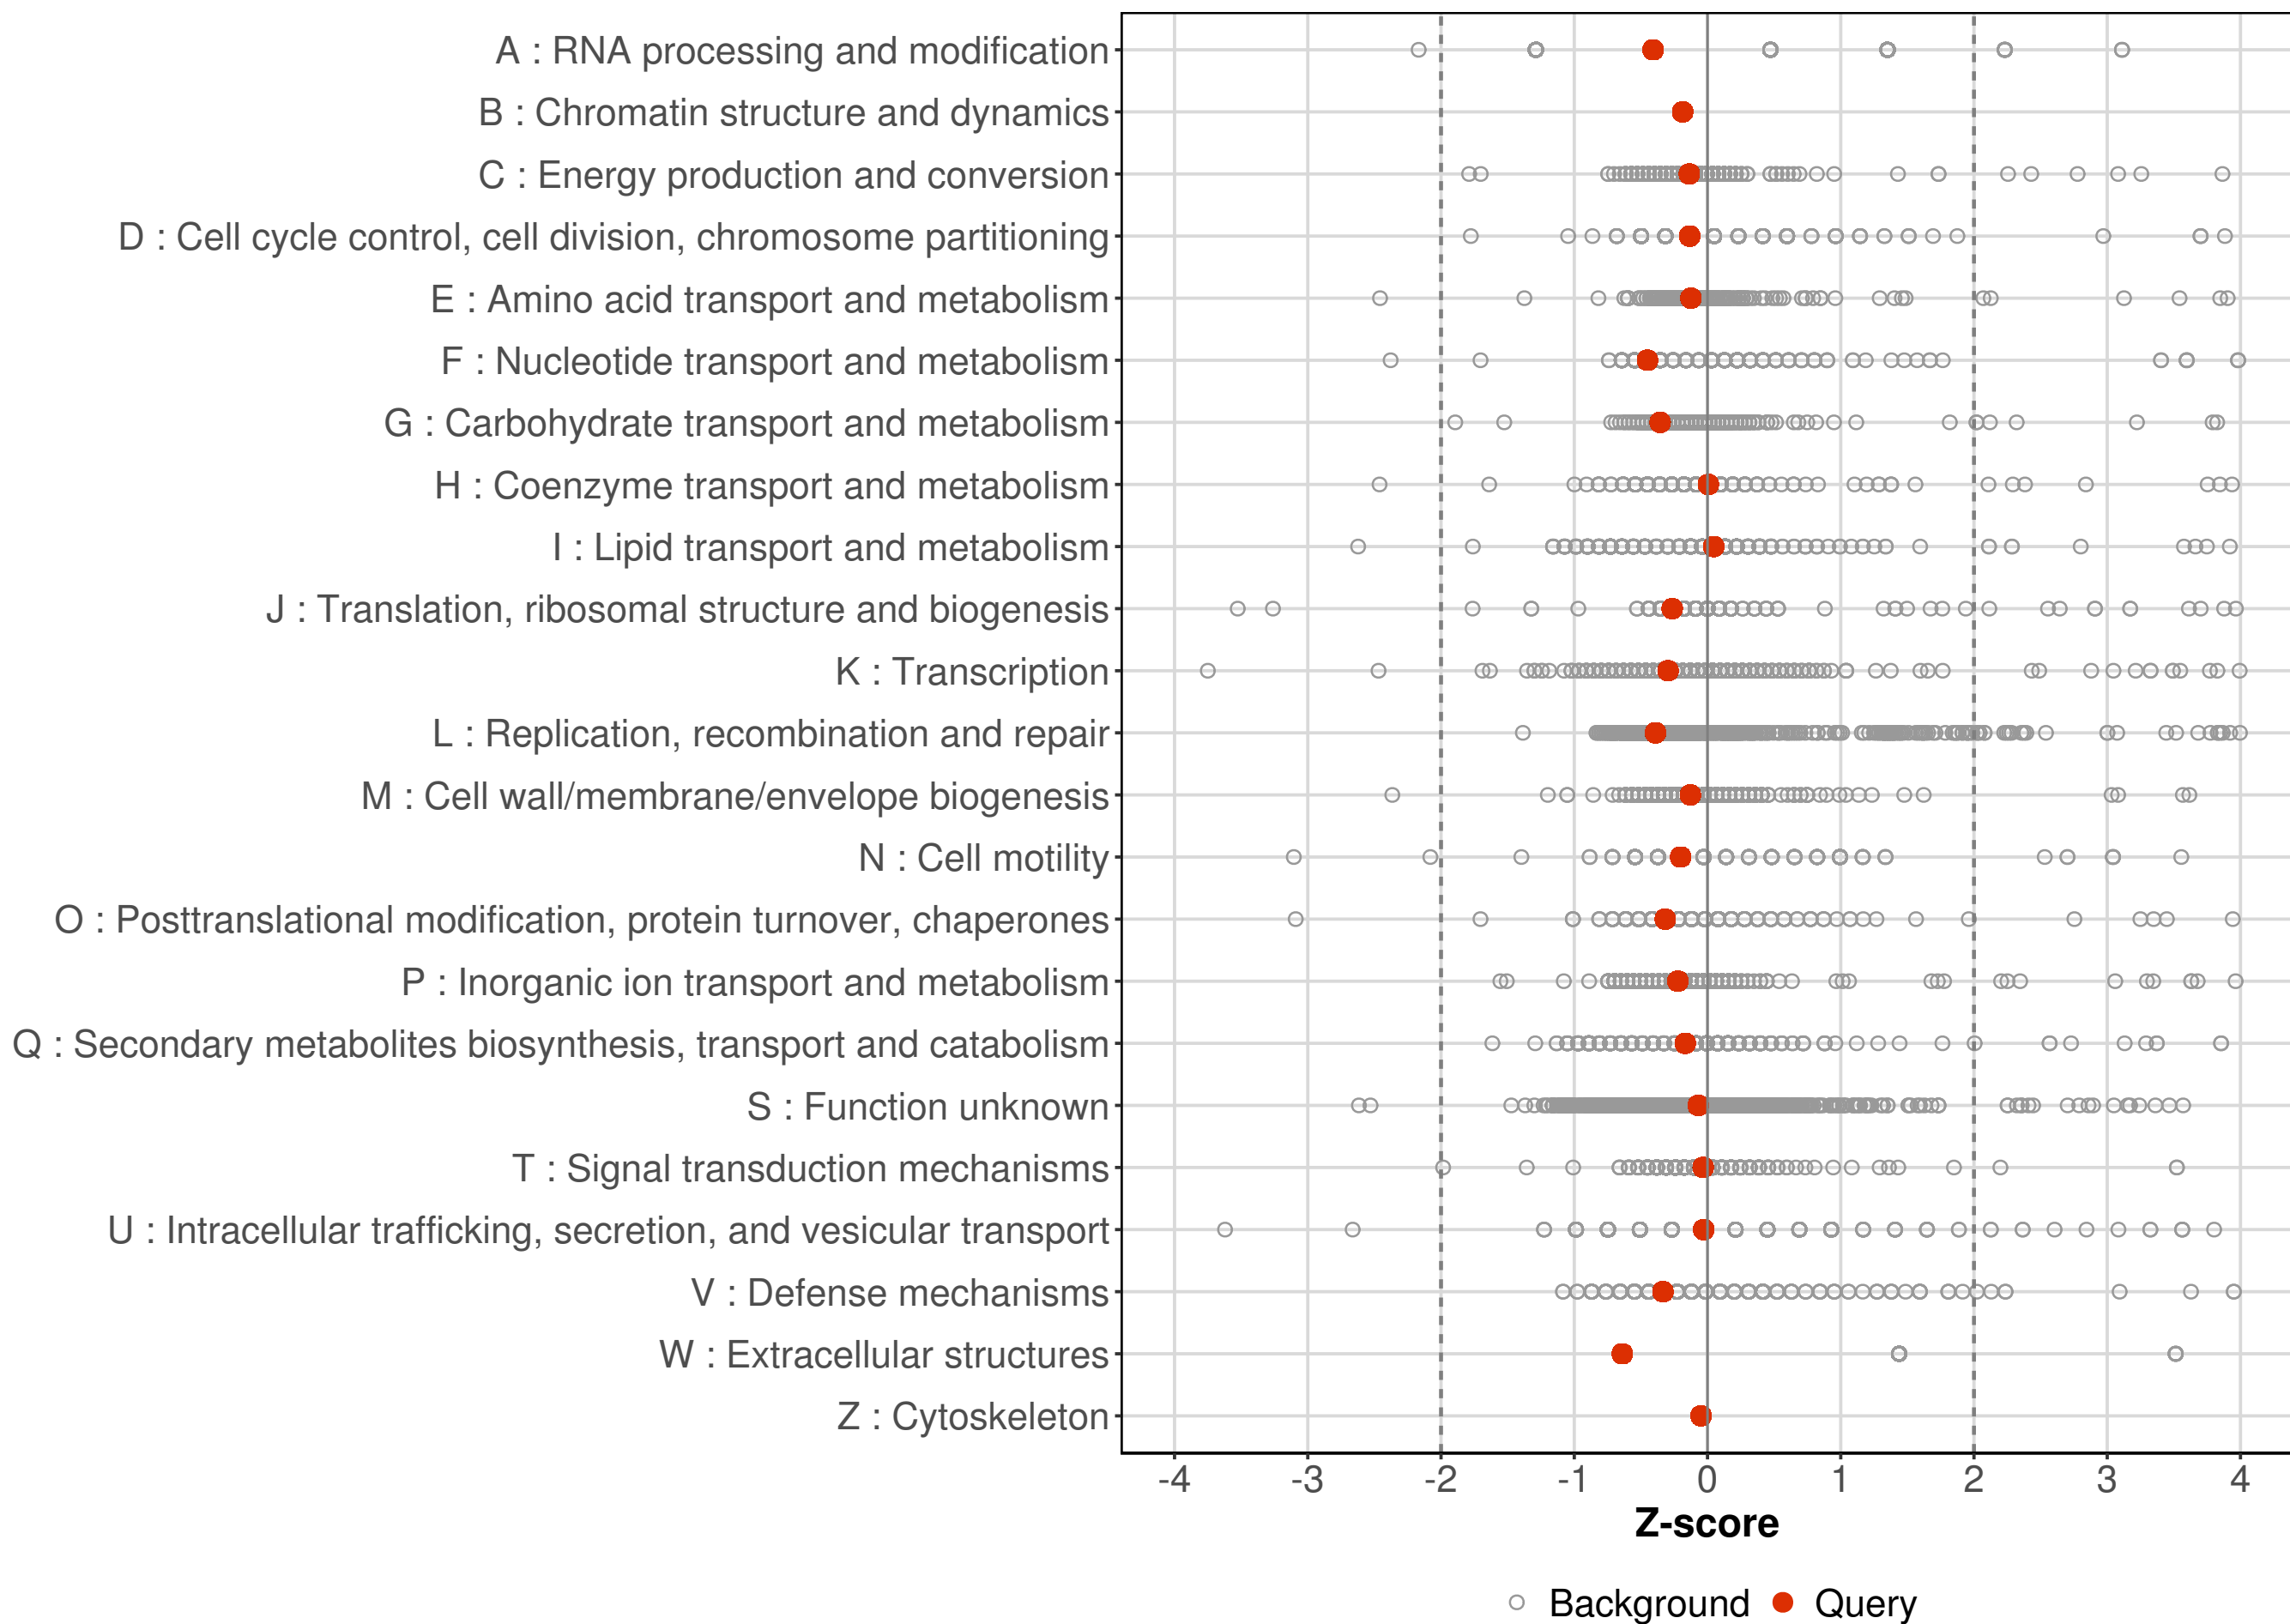 A : RNA processing and modification
B : Chromatin structure and dynamics
C : Energy production and conversion
D : Cell cycle control, cell division, chromosome partitioning
E : Amino acid transport and metabolism
F : Nucleotide transport and metabolism
G : Carbohydrate transport and metabolism
H : Coenzyme transport and metabolism
I : Lipid transport and metabolism
J : Translation, ribosomal structure and biogenesis
K : Transcription
L : Replication, recombination and repair
M : Cell wall/membrane/envelope biogenesis
N : Cell motility
O : Posttranslational modification, protein turnover, chaperones
P : Inorganic ion transport and metabolism
Q : Secondary metabolites biosynthesis, transport and catabolism
S : Function unknown
T : Signal transduction mechanisms
U : Intracellular trafficking, secretion, and vesicular transport
V : Defense mechanisms
W : Extracellular structures
Z : Cytoskeleton
-4 -3 -2 -1 0 1 2 3 4
Z-score
Background Query